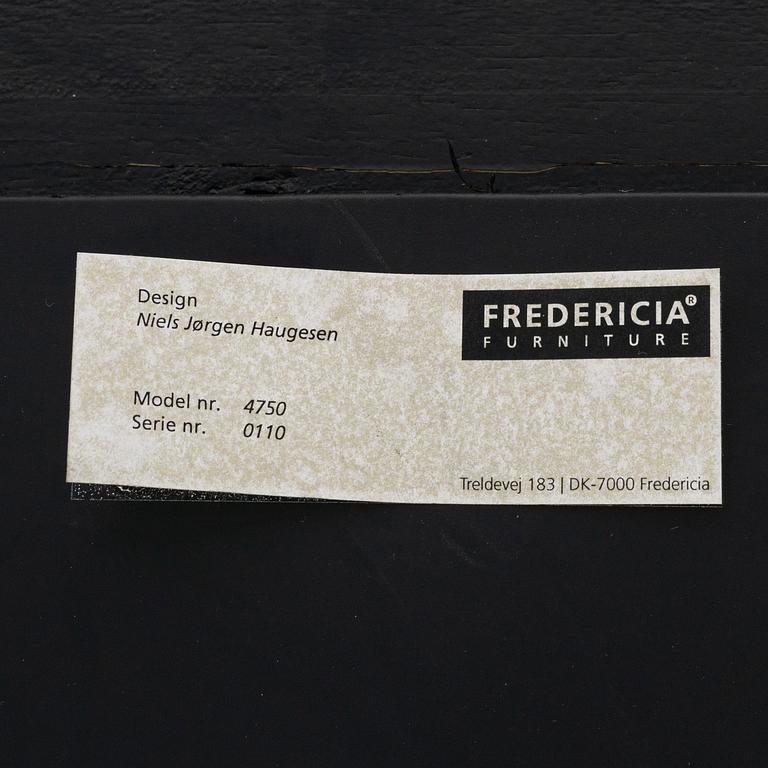 Design
Niels Jørgen Haugesen
FREDERICIA®
FURNITURE
Model nr. 4750
Serie nr. 0110
Treldevej 183 | DK-7000 Fredericia